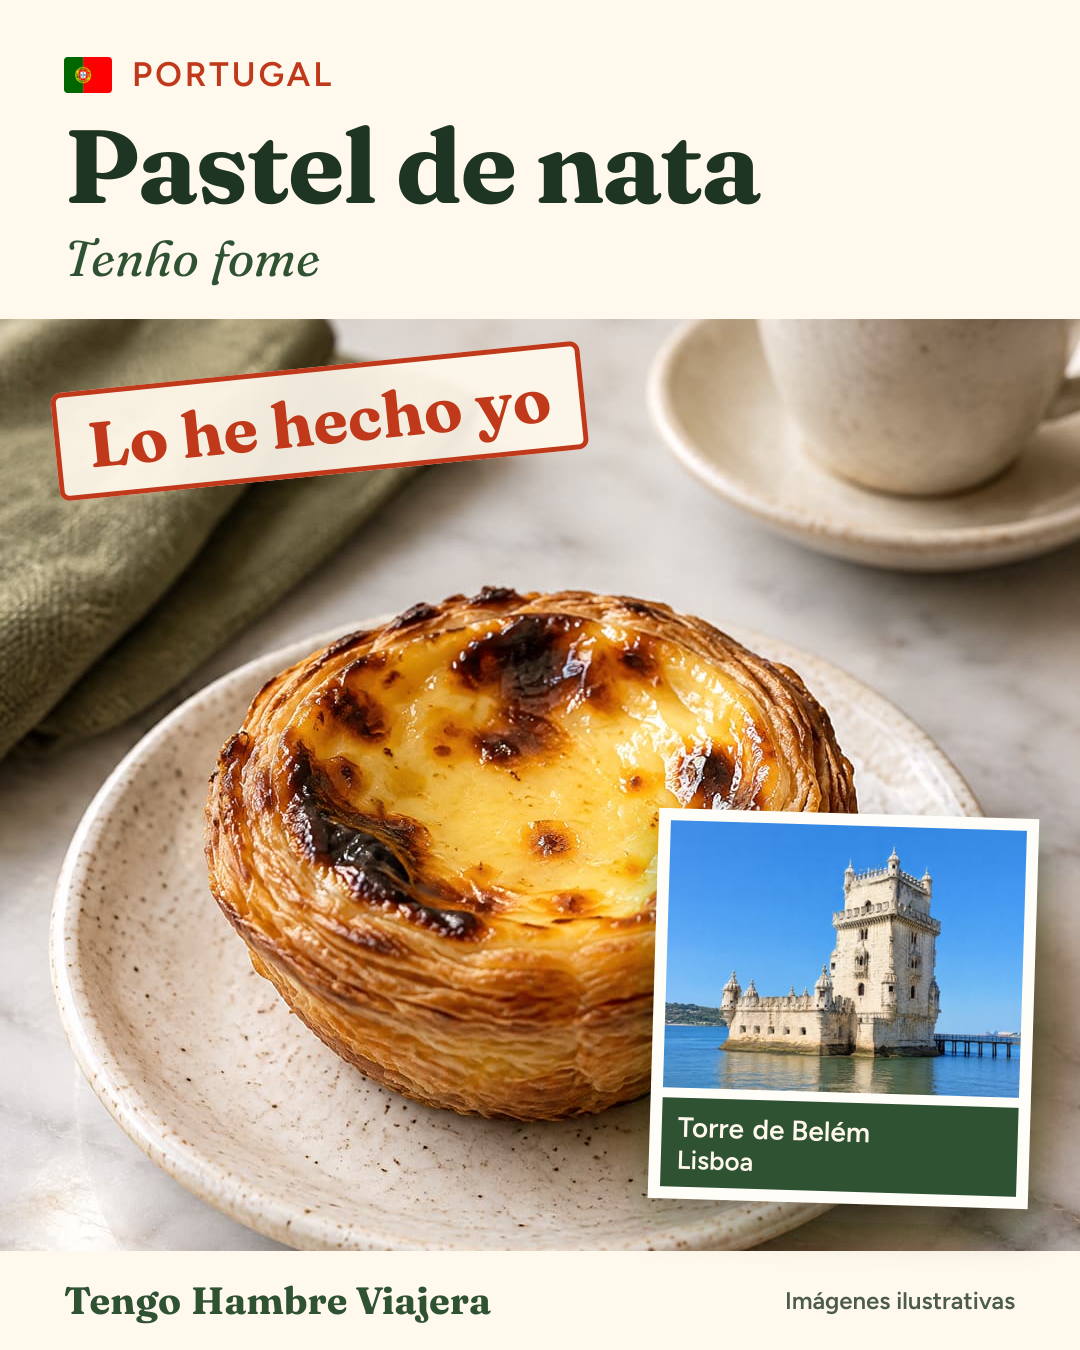 PORTUGAL
Pastel de nata
Tenho fome
Lo he hecho yo
Torre de Belém
Lisboa
Tengo Hambre Viajera
Imágenes ilustrativas